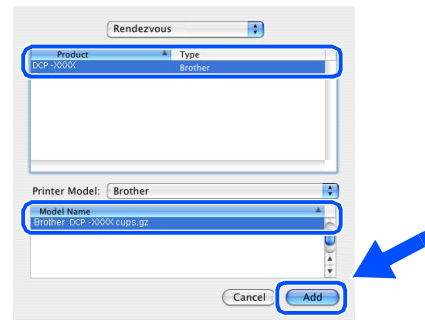 Rendezvous
Product Type
DCP -XXXX Brother
Printer Model: Brother
Model Name
Brother DCP -XXXX cups.gz
Cancel Add